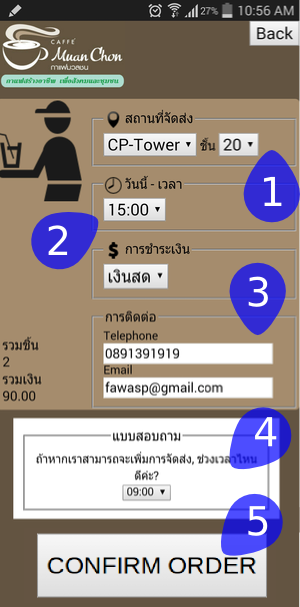 27% 10:56 AM
Back
CAFFÉ
Muan Chon
กาแฟมวลชน
กาแฟสร้างอาชีพ เพื่อสังคมและชุมชน
สถานที่จัดส่ง
CP-Tower ชั้น 20
1
วันนี้ - เวลา
15:00
2
การชำระเงิน
เงินสด
3
การติดต่อ
Telephone
0891391919
Email
fawasp@gmail.com
รวมชิ้น
2
รวมเงิน
90.00
4
แบบสอบถาม
ถ้าหากเราสามารถจะเพิ่มการจัดส่ง, ช่วงเวลาไหน
ดีค่ะ?
09:00
5
CONFIRM ORDER